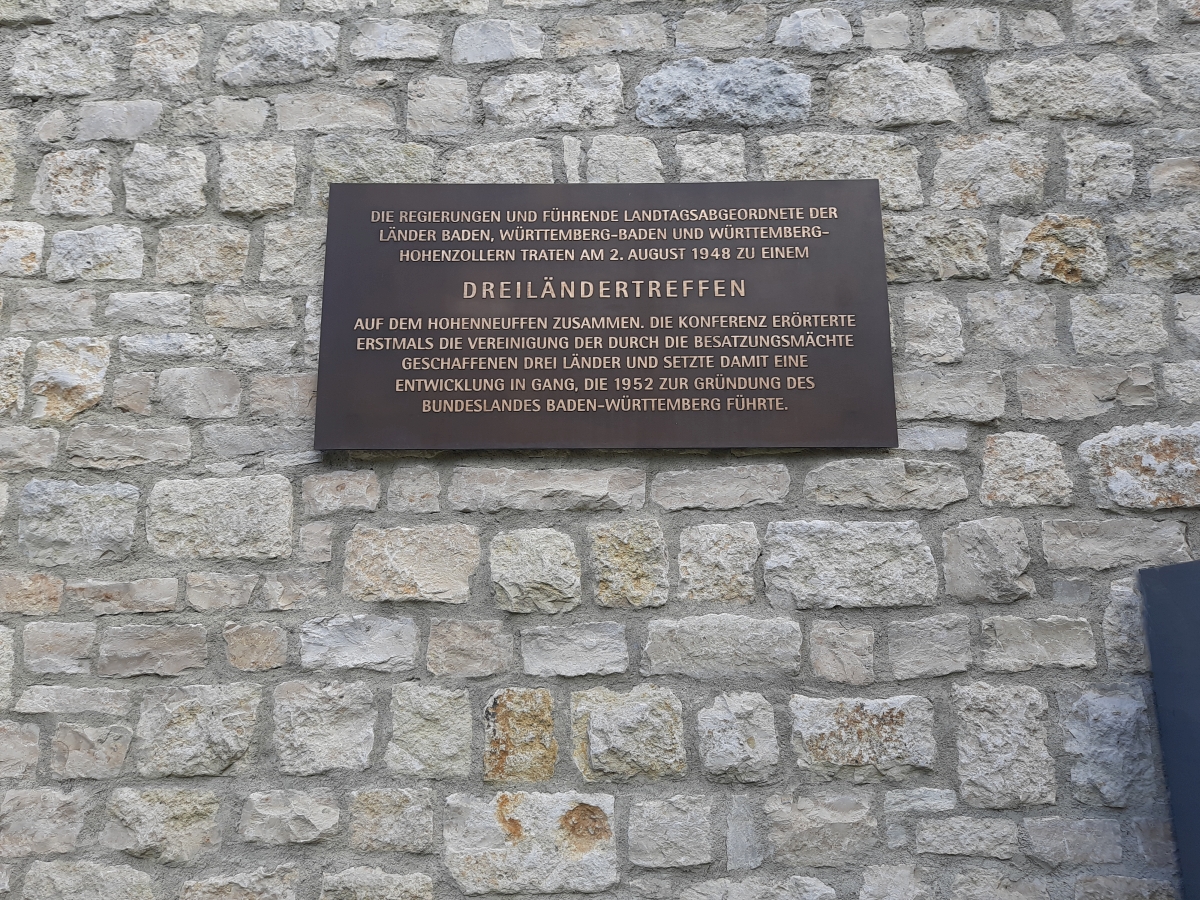 DIE REGIERUNGEN UND FÜHRENDE LANDTAGSABGEORDNETE DER
LÄNDER BADEN, WÜRTTEMBERG-BADEN UND WÜRTTEMBERG-
HOHENZOLLERN TRATEN AM 2. AUGUST 1948 ZU EINEM
DREILÄNDERTREFFEN
AUF DEM HOHENNEUFFEN ZUSAMMEN. DIE KONFERENZ ERÖRTERTE
ERSTMALS DIE VEREINIGUNG DER DURCH DIE BESATZUNGSMÄCHTE
GESCHAFFENEN DREI LÄNDER UND SETZTE DAMIT EINE
ENTWICKLUNG IN GANG, DIE 1952 ZUR GRÜNDUNG DES
BUNDESLANDES BADEN-WÜRTTEMBERG FÜHRTE.